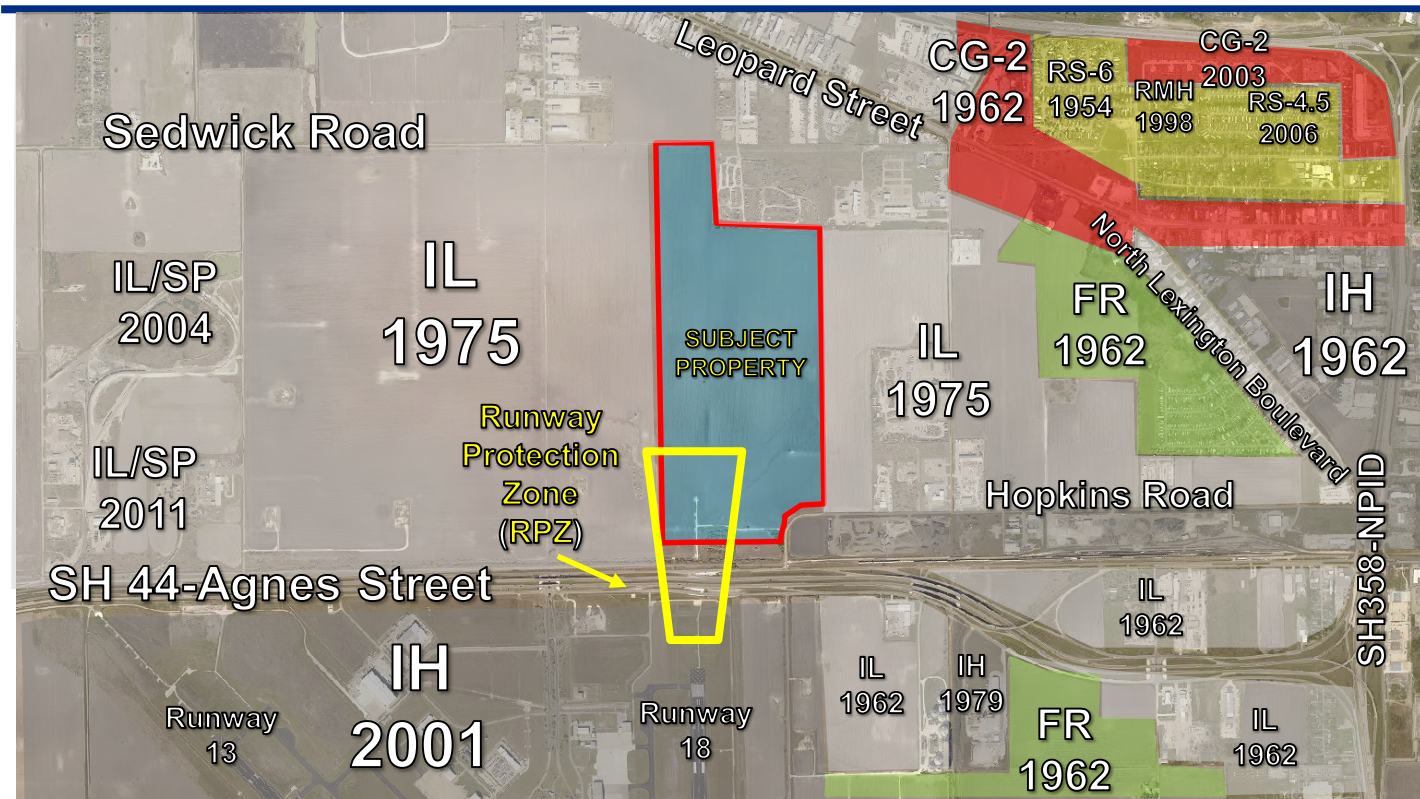 Leopard Street
CG-2
1962
RS-6
1954
CG-2
2003
RMH
1998
RS-4.5
2006
Sedwick Road
IL/SP
2004
IL
1975
SUBJECT
PROPERTY
IL
1975
FR
1962
North Lexington Boulevard
IH
1962
IL/SP
2011
Runway
Protection
Zone
(RPZ)
Hopkins Road
SH358-NPID
SH 44-Agnes Street
IL
1962
IH
2001
Runway
13
Runway
18
IL
1962
IH
1979
FR
1962
IL
1962